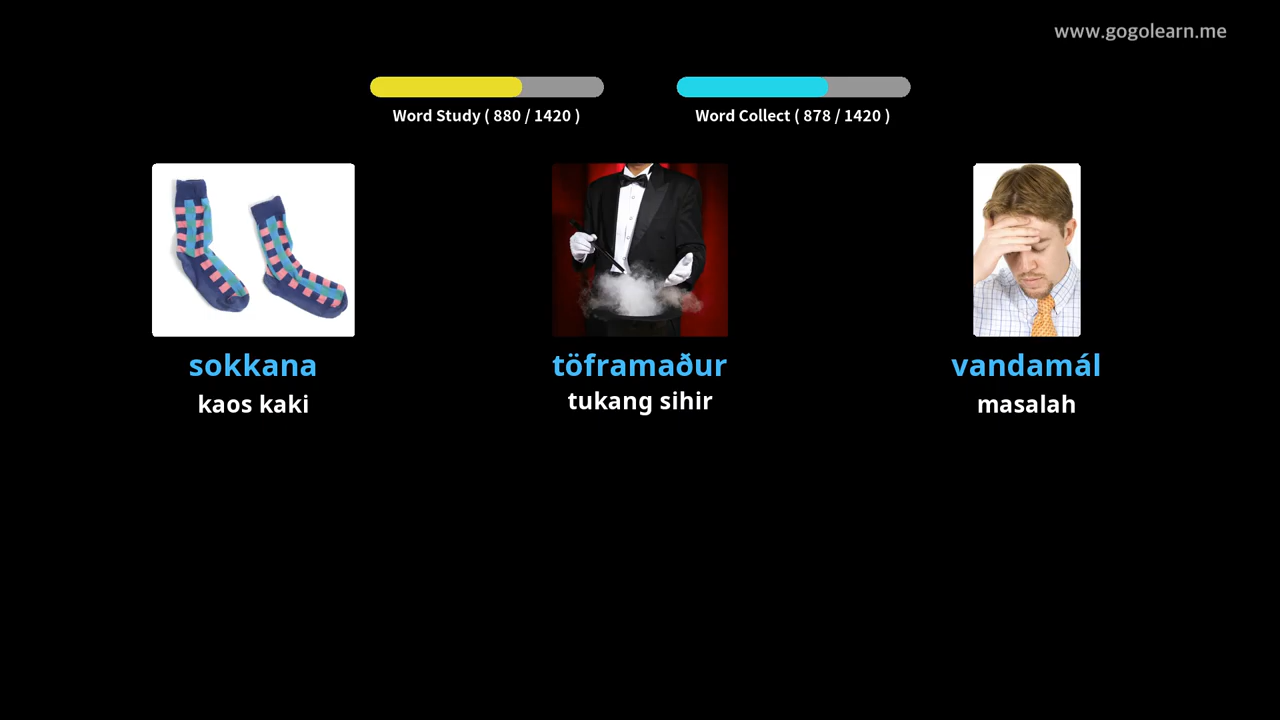 www.gogolearn.me
Word Study ( 880 / 1420 )
Word Collect ( 878 / 1420 )
sokkana
kaos kaki
töframaður
tukang sihir
vandamál
masalah